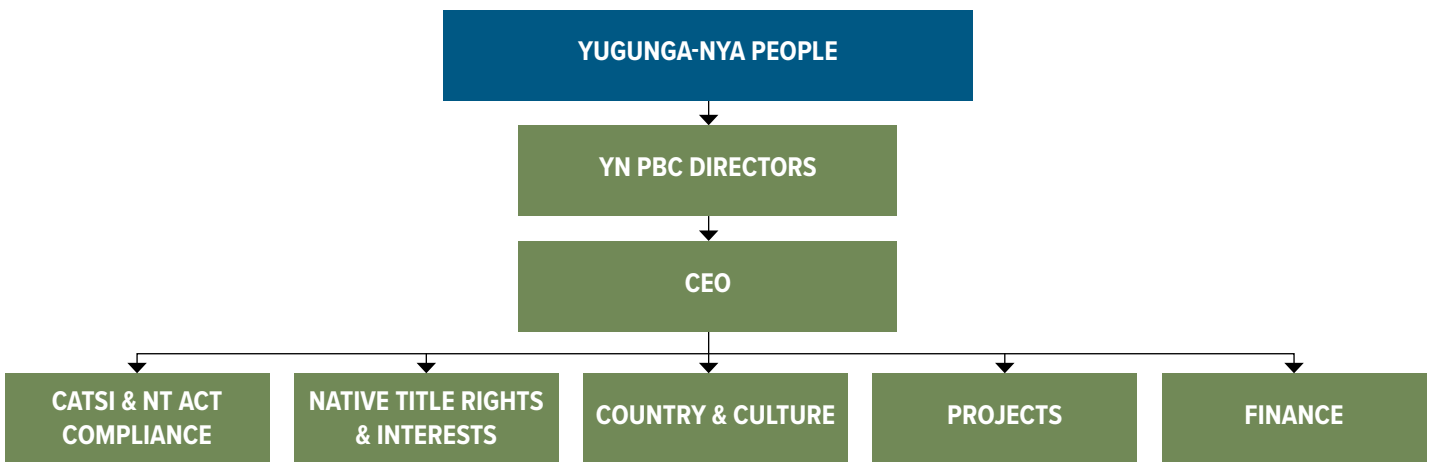 YUGUNGA-NYA PEOPLE
YN PBC DIRECTORS
CEO
CATSI & NT ACT
COMPLIANCE
NATIVE TITLE RIGHTS
& INTERESTS
COUNTRY & CULTURE
PROJECTS
FINANCE